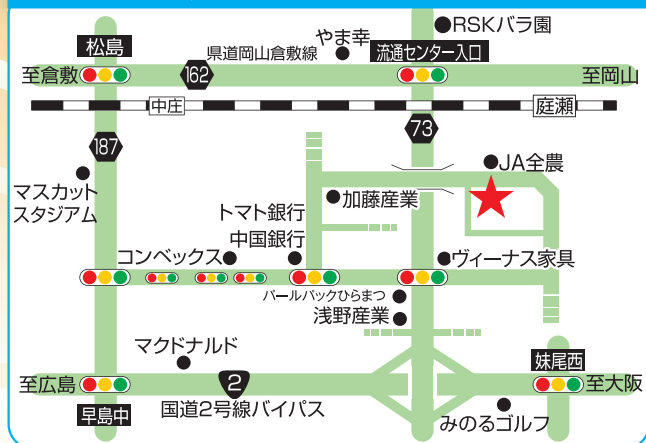 RSKバラ園
やま幸
松島
県道岡山倉敷線
流通センター入口
至倉敷
162
至岡山
中庄
庭瀬
187
73
JA全農
マスカット
スタジアム
加藤産業
トマト銀行
中国銀行
コンベックス
ヴィーナス家具
パールバックひらまつ
浅野産業
マクドナルド
妹尾西
至広島
2
至大阪
早島中
国道2号線バイパス
みのるゴルフ